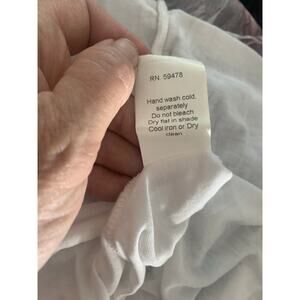 RN. 59478
Hand wash cold.
separately
Do not bleach
Dry flat in shade
Cool iron or Dry
clean